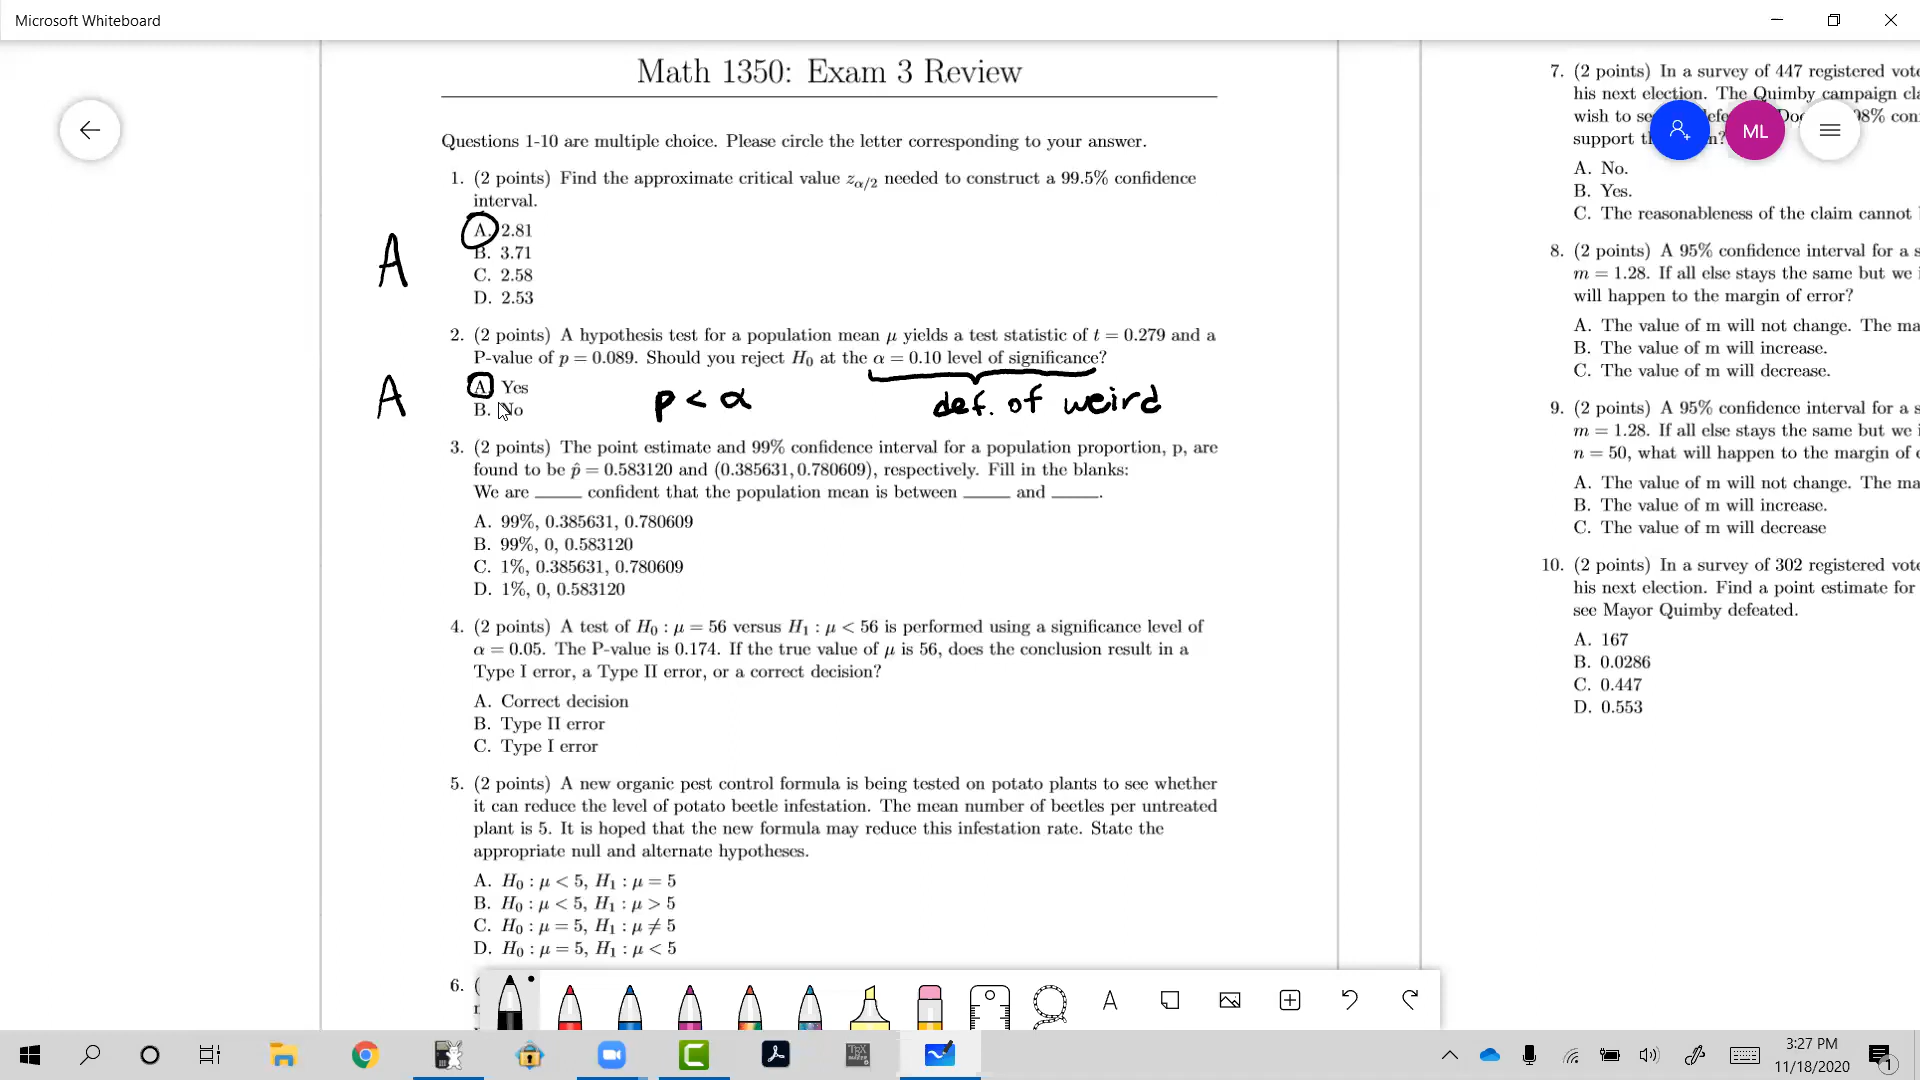 Microsoft Whiteboard
Math 1350: Exam 3 Review
Questions 1-10 are multiple choice. Please circle the letter corresponding to your answer.
1. (2 points) Find the approximate critical value z_{α/2} needed to construct a 99.5% confidence
interval.
A. 2.81
B. 3.71
C. 2.58
D. 2.53
A
2. (2 points) A hypothesis test for a population mean μ yields a test statistic of t = 0.279 and a
P-value of p = 0.089. Should you reject H₀ at the α = 0.10 level of significance?
A. Yes
B. No
A
p < α
def. of weird
3. (2 points) The point estimate and 99% confidence interval for a population proportion, p, are
found to be p̂ = 0.583120 and (0.385631, 0.780609), respectively. Fill in the blanks:
We are _____ confident that the population mean is between _____ and _____.
A. 99%, 0.385631, 0.780609
B. 99%, 0, 0.583120
C. 1%, 0.385631, 0.780609
D. 1%, 0, 0.583120
4. (2 points) A test of H₀ : μ = 56 versus H₁ : μ < 56 is performed using a significance level of
α = 0.05. The P-value is 0.174. If the true value of μ is 56, does the conclusion result in a
Type I error, a Type II error, or a correct decision?
A. Correct decision
B. Type II error
C. Type I error
5. (2 points) A new organic pest control formula is being tested on potato plants to see whether
it can reduce the level of potato beetle infestation. The mean number of beetles per untreated
plant is 5. It is hoped that the new formula may reduce this infestation rate. State the
appropriate null and alternate hypotheses.
A. H₀ : μ < 5, H₁ : μ = 5
B. H₀ : μ < 5, H₁ : μ > 5
C. H₀ : μ = 5, H₁ : μ ≠ 5
D. H₀ : μ = 5, H₁ : μ < 5
6. (
7. (2 points) In a survey of 447 registered vote
his next election. The Quimby campaign cla
wish to se
8% con
support t
A. No.
B. Yes.
C. The reasonableness of the claim cannot
ML
8. (2 points) A 95% confidence interval for a s
m = 1.28. If all else stays the same but we i
will happen to the margin of error?
A. The value of m will not change. The ma
B. The value of m will increase.
C. The value of m will decrease.
9. (2 points) A 95% confidence interval for a s
m = 1.28. If all else stays the same but we i
n = 50, what will happen to the margin of e
A. The value of m will not change. The ma
B. The value of m will increase.
C. The value of m will decrease
10. (2 points) In a survey of 302 registered vote
his next election. Find a point estimate for
see Mayor Quimby defeated.
A. 167
B. 0.0286
C. 0.447
D. 0.553
3:27 PM
11/18/2020
1